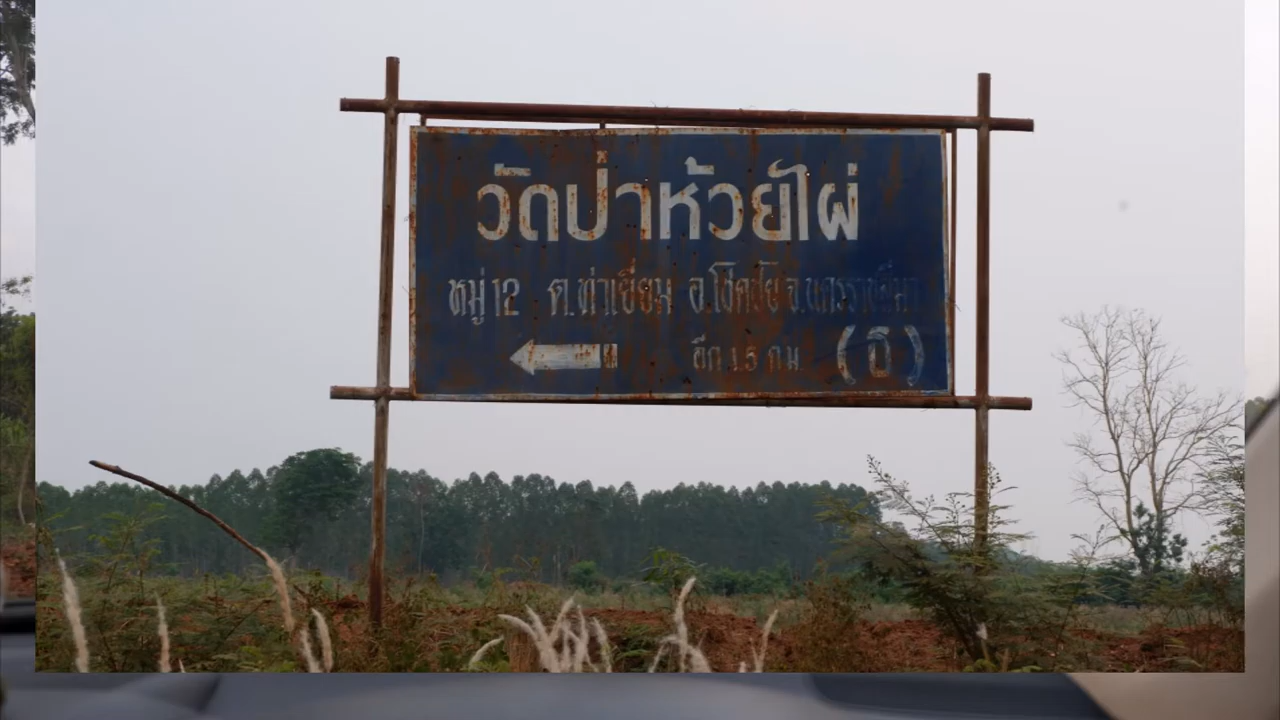 วัดป่าห้วยไผ่
หมู่ 12 ต.ท่าเยี่ยม อ.โชคชัย จ.นครราชสีมา
อีก 1.5 กม. (ธ)